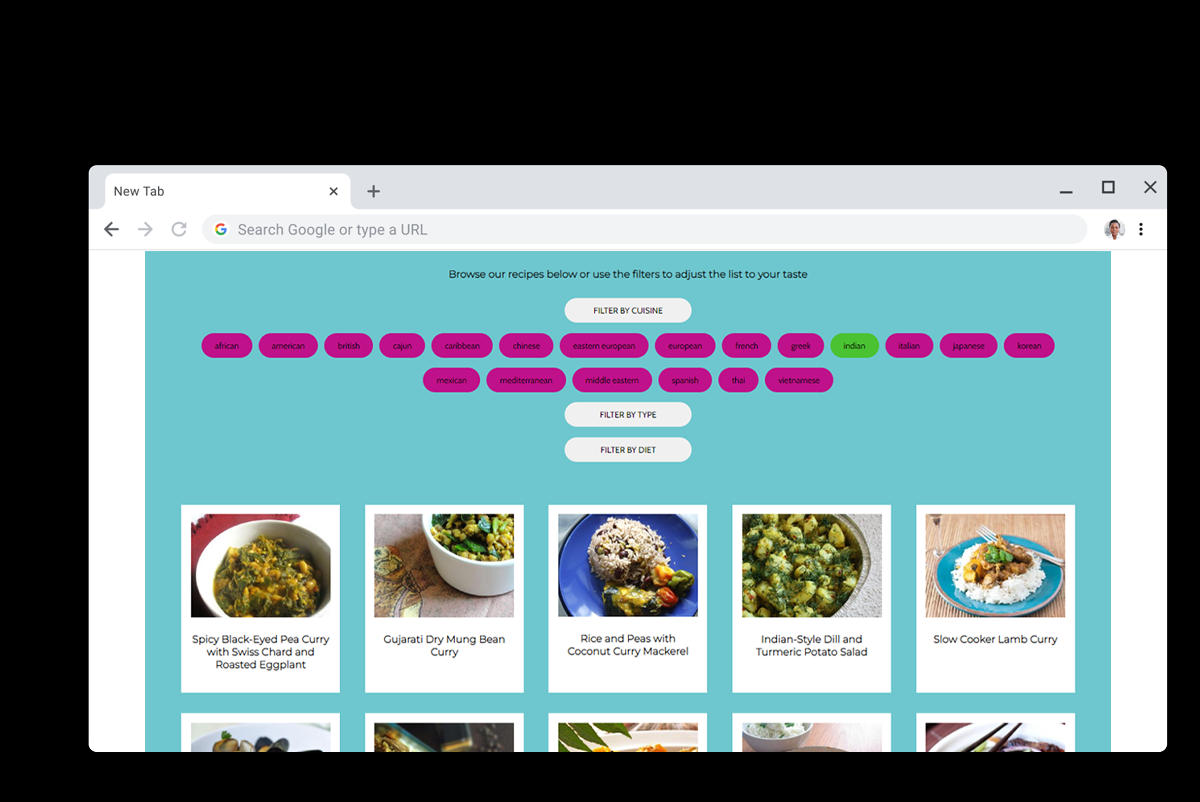 New Tab
Search Google or type a URL
Browse our recipes below or use the filters to adjust the list to your taste
FILTER BY CUISINE
african american british cajun caribbean chinese eastern european european french greek indian italian japanese korean
mexican mediterranean middle eastern spanish thai vietnamese
FILTER BY TYPE
FILTER BY DIET
Spicy Black-Eyed Pea Curry
with Swiss Chard and
Roasted Eggplant
Gujarati Dry Mung Bean
Curry
Rice and Peas with
Coconut Curry Mackerel
Indian-Style Dill and
Turmeric Potato Salad
Slow Cooker Lamb Curry